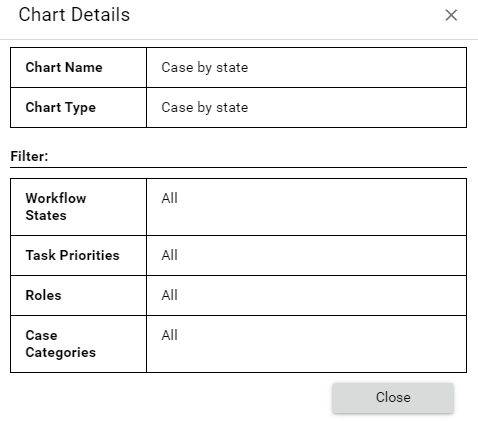 Chart Details
Chart Name Case by state
Chart Type Case by state
Filter:
Workflow All
States
Task Priorities All
Roles All
Case All
Categories
Close